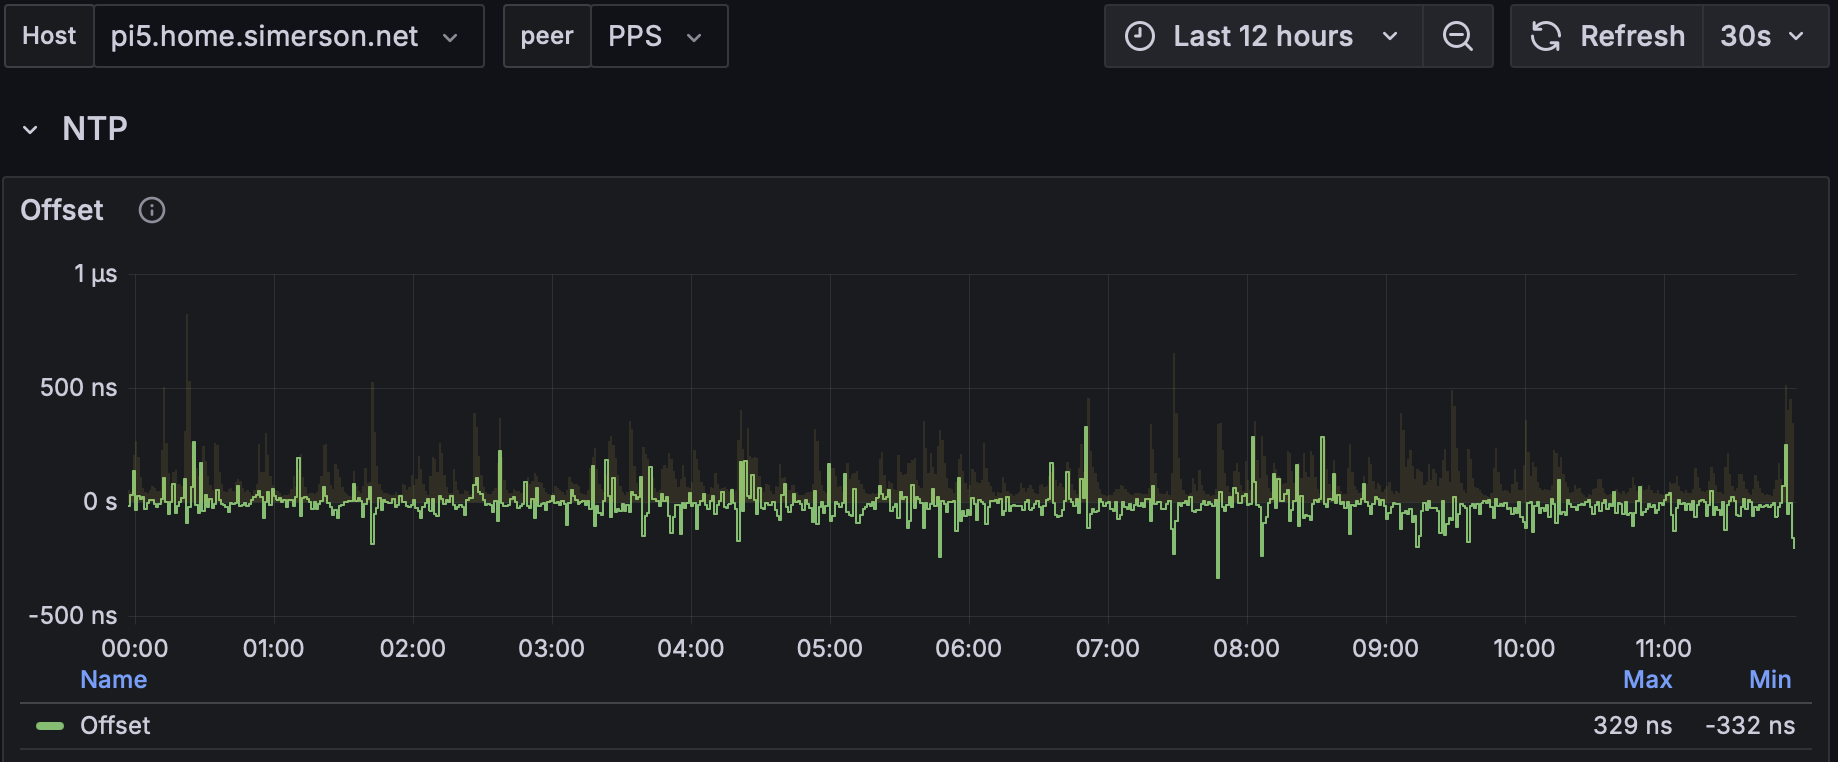 Host pi5.home.simerson.net peer PPS Last 12 hours Refresh 30s
NTP
Offset
1 µs
500 ns
0 s
-500 ns
00:00 01:00 02:00 03:00 04:00 05:00 06:00 07:00 08:00 09:00 10:00 11:00
Name Max Min
Offset 329 ns -332 ns